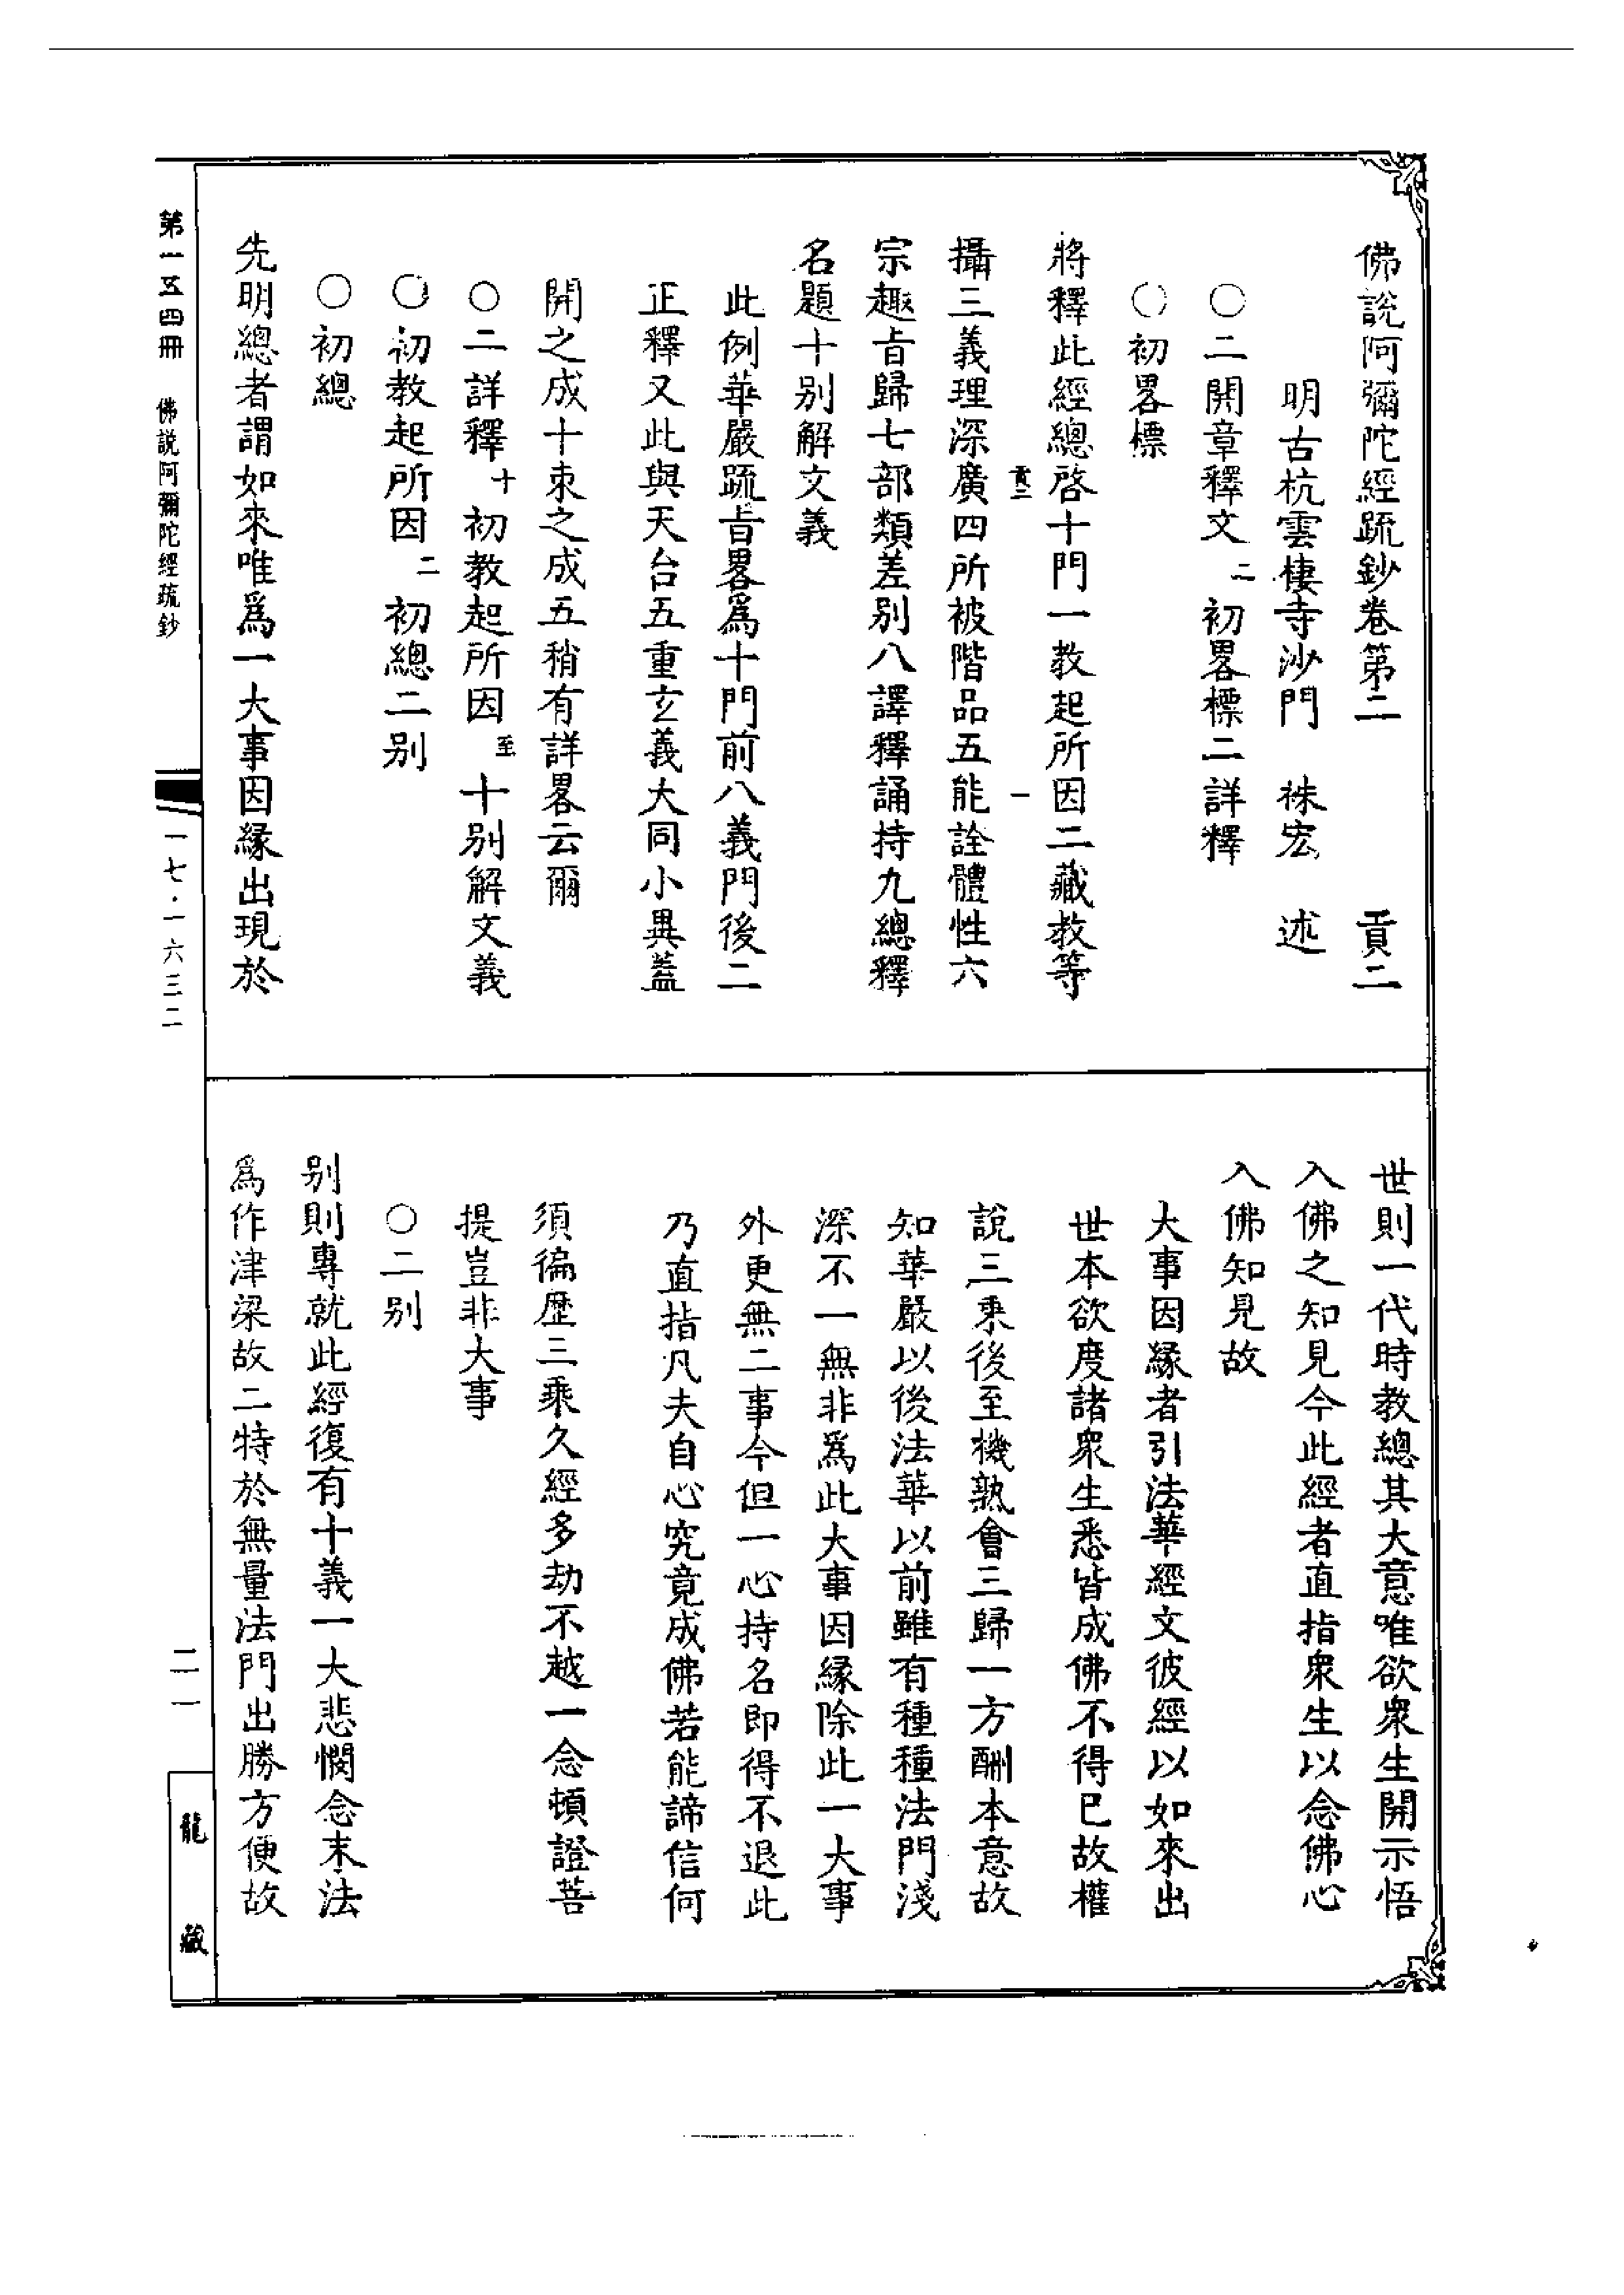 佛說阿彌陀經疏鈔卷第二　貢二
明古杭雲棲寺沙門　袾宏　述
○二開章釋文二初畧標二詳釋
○初畧標
將釋此經總啓十門一教起所因二藏教等
貢二　一
攝三義理深廣四所被階品五能詮體性六
宗趣旨歸七部類差别八譯釋誦持九總釋
名題十别解文義
此例華嚴疏旨畧爲十門前八義門後二
正釋又此與天台五重玄義大同小異蓋
開之成十束之成五稍有詳畧云爾
○二詳釋十初教起所因至十别解文義
○初教起所因二初總二别
○初總
先明總者謂如來唯爲一大事因緣出現於
世則一代時教總其大意唯欲衆生開示悟
入佛之知見今此經者直指衆生以念佛心
入佛知見故
大事因緣者引法華經文彼經以如來出
世本欲度諸衆生悉皆成佛不得已故權
說三乘後至機熟會三歸一方酬本意故
知華嚴以後法華以前雖有種種法門淺
深不一無非爲此大事因緣除此一大事
外更無二事今但一心持名即得不退此
乃直指凡夫自心究竟成佛若能諦信何
須徧歷三乘久經多劫不越一念頓證菩
提豈非大事
○二别
别則專就此經復有十義一大悲憫念末法
爲作津梁故二特於無量法門出勝方便故
第一五四冊　佛說阿彌陀經疏鈔
一七·一六三二
二一
龍藏